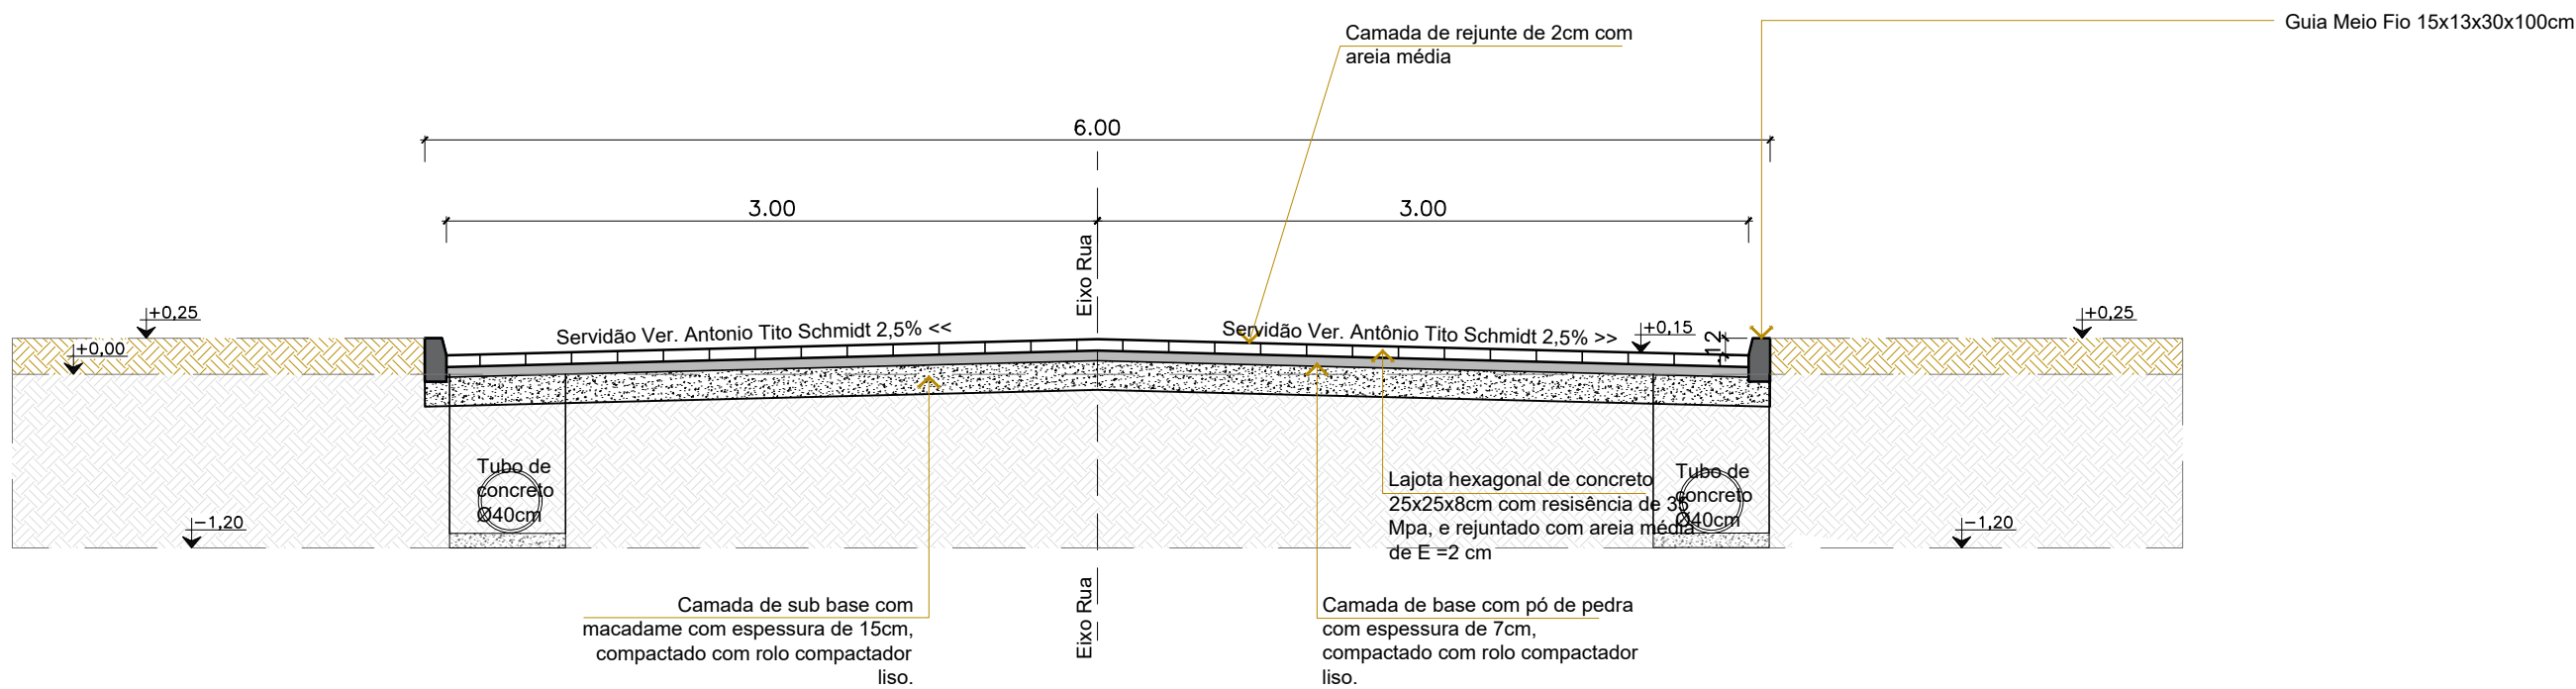 Camada de rejunte de 2cm com
areia média
Guia Meio Fio 15x13x30x100cm
6.00
3.00
3.00
Eixo Rua
+0,25
+0,00
Servidão Ver. Antonio Tito Schmidt 2,5% <<
Servidão Ver. Antônio Tito Schmidt 2,5% >>
+0,15
.12
+0,25
Tubo de
concreto
Ø40cm
Lajota hexagonal de concreto
25x25x8cm com resisência de 35
Mpa, e rejuntado com areia média
de E =2 cm
Tubo de
concreto
Ø40cm
-1,20
-1,20
Camada de sub base com
macadame com espessura de 15cm,
compactado com rolo compactador
liso.
Eixo Rua
Camada de base com pó de pedra
com espessura de 7cm,
compactado com rolo compactador
liso.